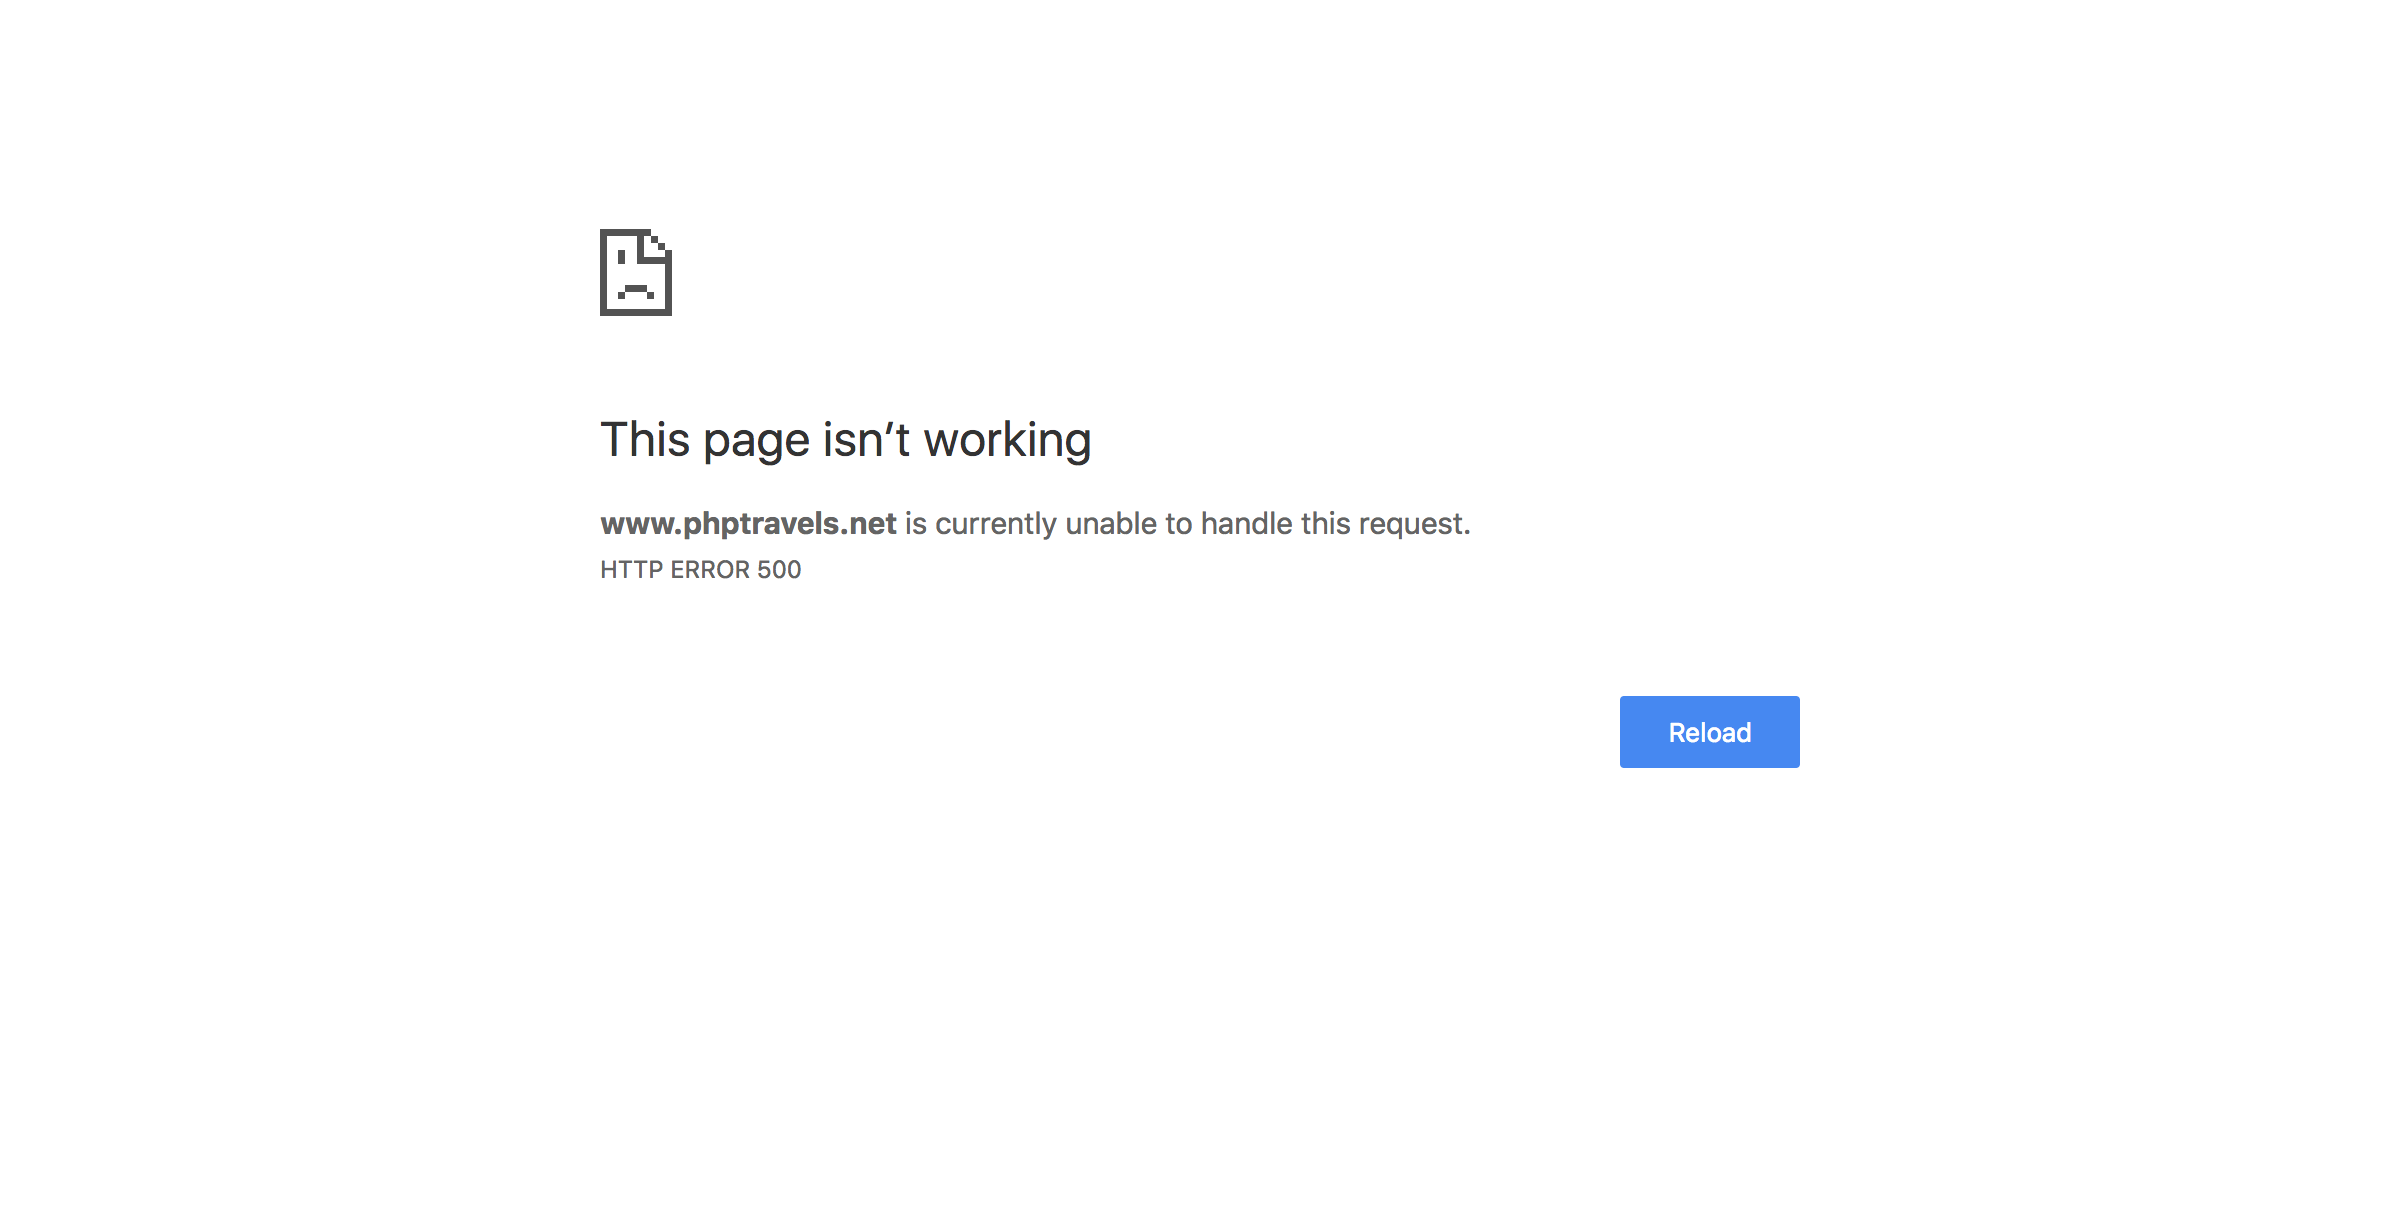 This page isn’t working
www.phptravels.net is currently unable to handle this request.
HTTP ERROR 500
Reload